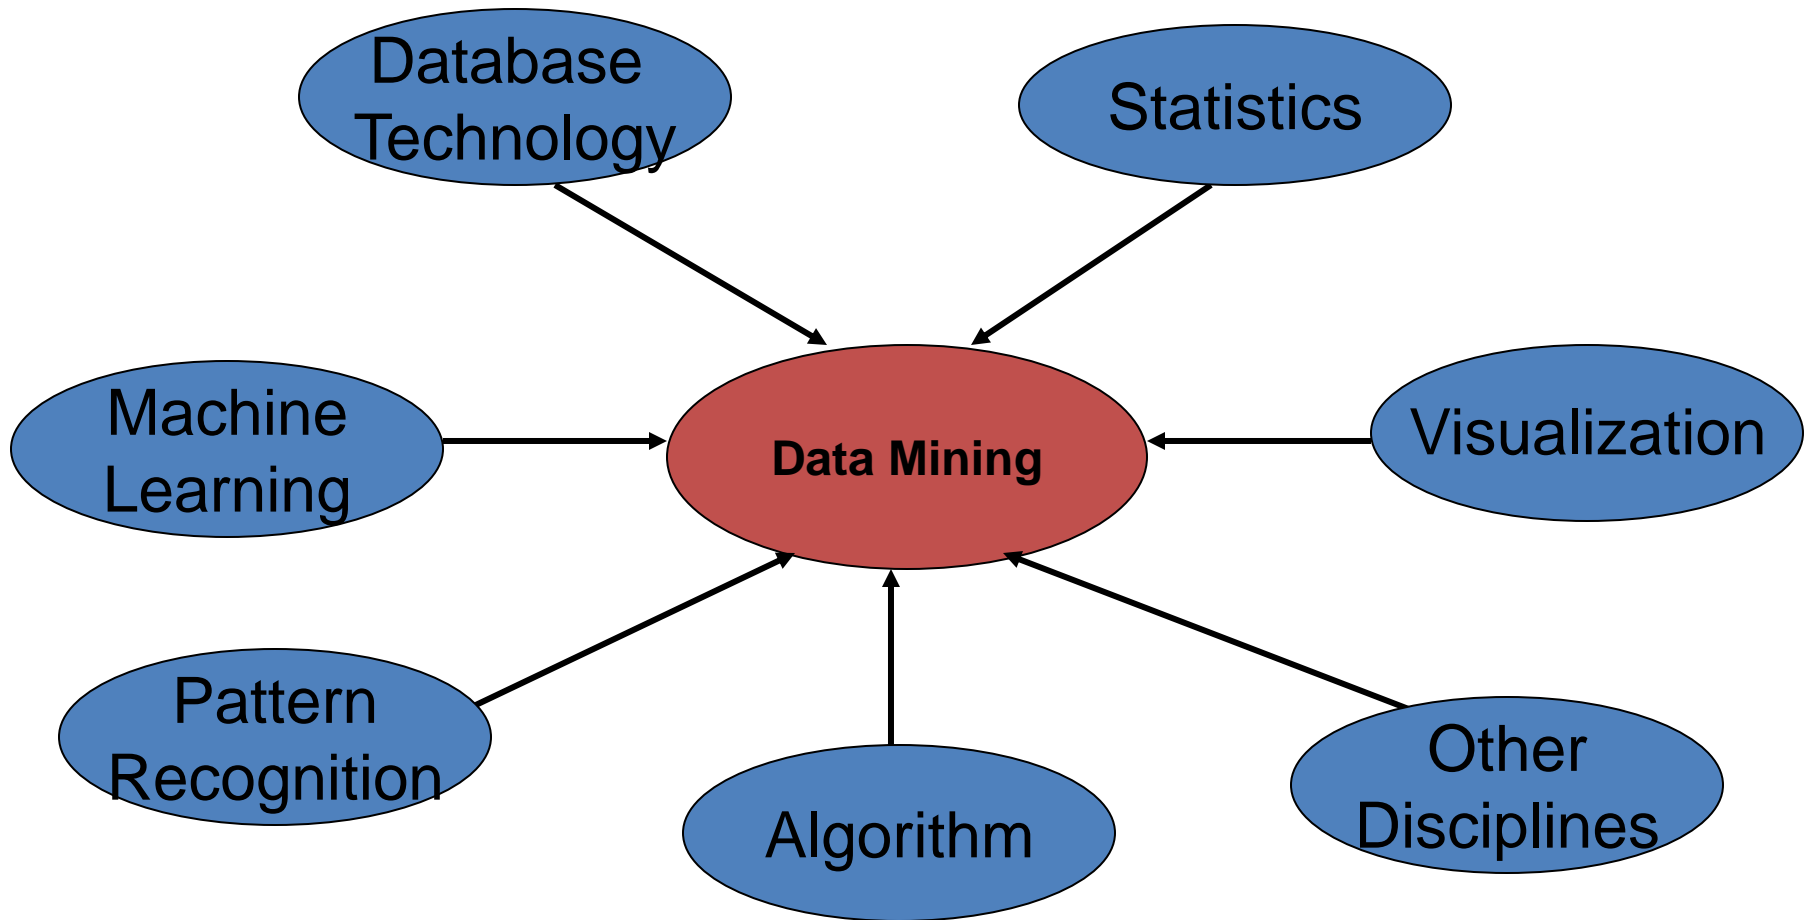 Database
Technology
Statistics
Machine
Learning
Data Mining
Visualization
Pattern
Recognition
Algorithm
Other
Disciplines